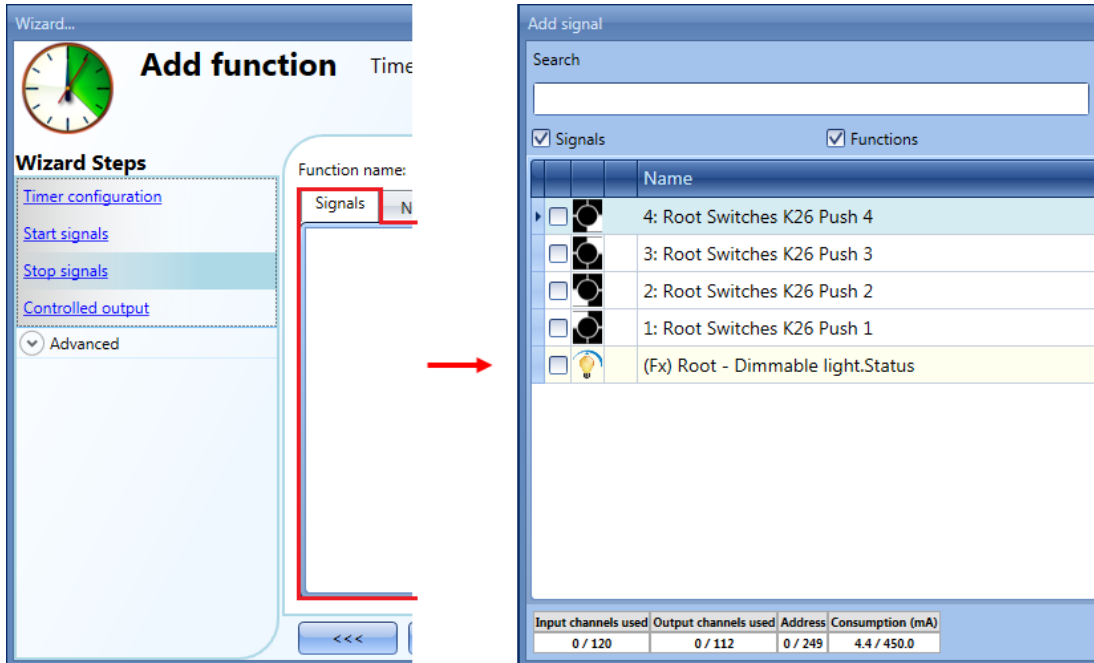 Wizard...
Add function Time
Wizard Steps
Timer configuration
Start signals
Stop signals
Controlled output
Advanced
Function name:
Signals N
<<<
Add signal
Search
Signals Functions
Name
4: Root Switches K26 Push 4
3: Root Switches K26 Push 3
2: Root Switches K26 Push 2
1: Root Switches K26 Push 1
(Fx) Root - Dimmable light.Status
Input channels used Output channels used Address Consumption (mA)
0 / 120 0 / 112 0 / 249 4.4 / 450.0